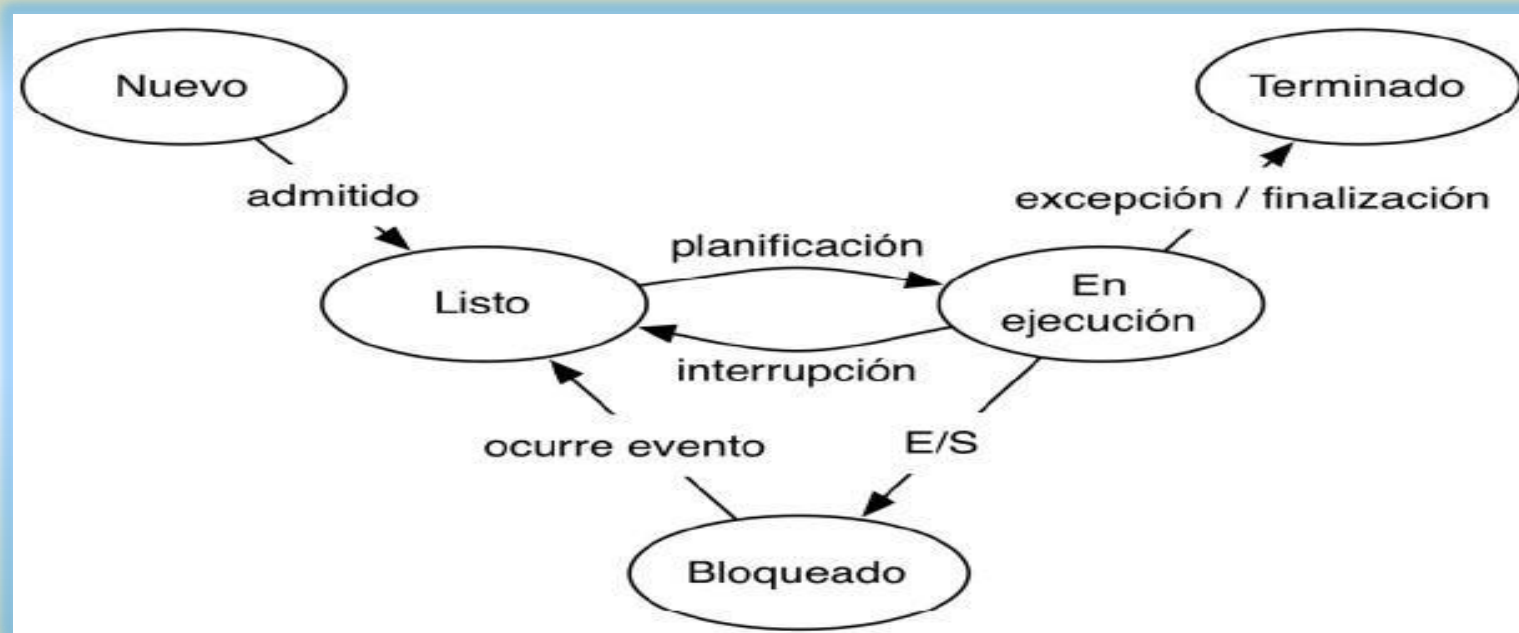 Nuevo
Terminado
admitido
excepción / finalización
planificación
Listo
En
ejecución
interrupción
ocurre evento
E/S
Bloqueado